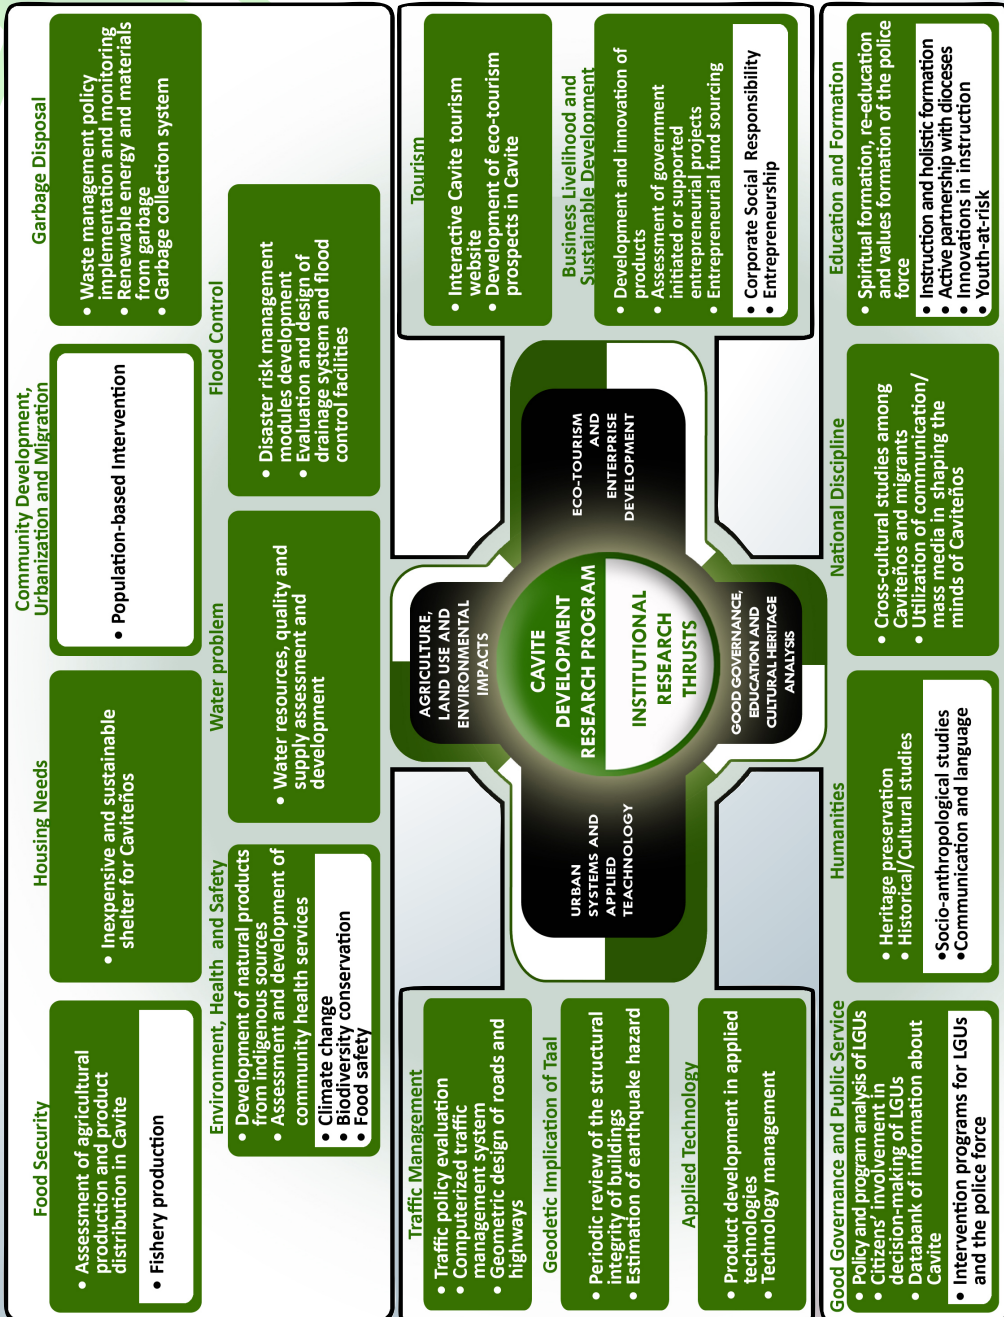 Food Security
• Assessment of agricultural
production and product
distribution in Cavite
• Fishery production
Housing Needs
• Inexpensive and sustainable
shelter for Caviteños
Community Development,
Urbanization and Migration
• Population-based Intervention
Garbage Disposal
• Waste management policy
implementation and monitoring
• Renewable energy and materials
from garbage
• Garbage collection system
Environment, Health and Safety
• Development of natural products
from indigenous sources
• Assessment and development of
community health services
• Climate change
• Biodiversity conservation
• Food safety
Water problem
• Water resources, quality and
supply assessment and
development
Flood Control
• Disaster risk management
modules development
• Evaluation and design of
drainage system and flood
control facilities
Traffic Management
• Traffic policy evaluation
• Computerized traffic
management system
• Geometric design of roads and
highways
Geodetic Implication of Taal
• Periodic review of the structural
integrity of buildings
• Estimation of earthquake hazard
Applied Technology
• Product development in applied
technologies
• Technology management
AGRICULTURE,
LAND USE AND
ENVIRONMENTAL
IMPACTS
URBAN
SYSTEMS AND
APPLIED
TEACHNOLOGY
CAVITE
DEVELOPMENT
RESEARCH PROGRAM
INSTITUTIONAL
RESEARCH
THRUSTS
ECO-TOURISM
AND
ENTERPRISE
DEVELOPMENT
GOOD GOVERNANCE,
EDUCATION AND
CULTURAL HERITAGE
ANALYSIS
Tourism
• Interactive Cavite tourism
website
• Development of eco-tourism
prospects in Cavite
Business Livelihood and
Sustainable Development
• Development and innovation of
products
• Assessment of government
initiated or supported
entrepreneurial projects
• Entrepreneurial fund sourcing
• Corporate Social Responsibility
• Entrepreneurship
Good Governance and Public Service
• Policy and program analysis of LGUs
• Citizens' involvement in
decision-making of LGUs
• Databank of information about
Cavite
• Intervention programs for LGUs
and the police force
Humanities
• Heritage preservation
• Historical/Cultural studies
•Socio-anthropological studies
•Communication and language
National Discipline
• Cross-cultural studies among
Caviteños and migrants
• Utilization of communication/
mass media in shaping the
minds of Caviteños
Education and Formation
• Spiritual formation, re-education
and values formation of the police
force
• Instruction and holistic formation
• Active partnership with dioceses
• Innovations in instruction
• Youth-at-risk